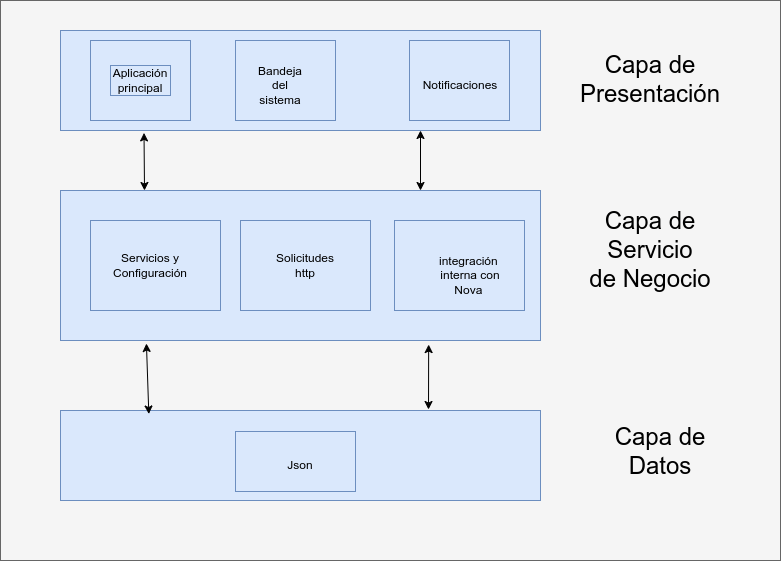 Aplicación
principal
Bandeja
del
sistema
Notificaciones
Capa de
Presentación
Servicios y
Configuración
Solicitudes
http
integración
interna con
Nova
Capa de
Servicio
de Negocio
Json
Capa de
Datos